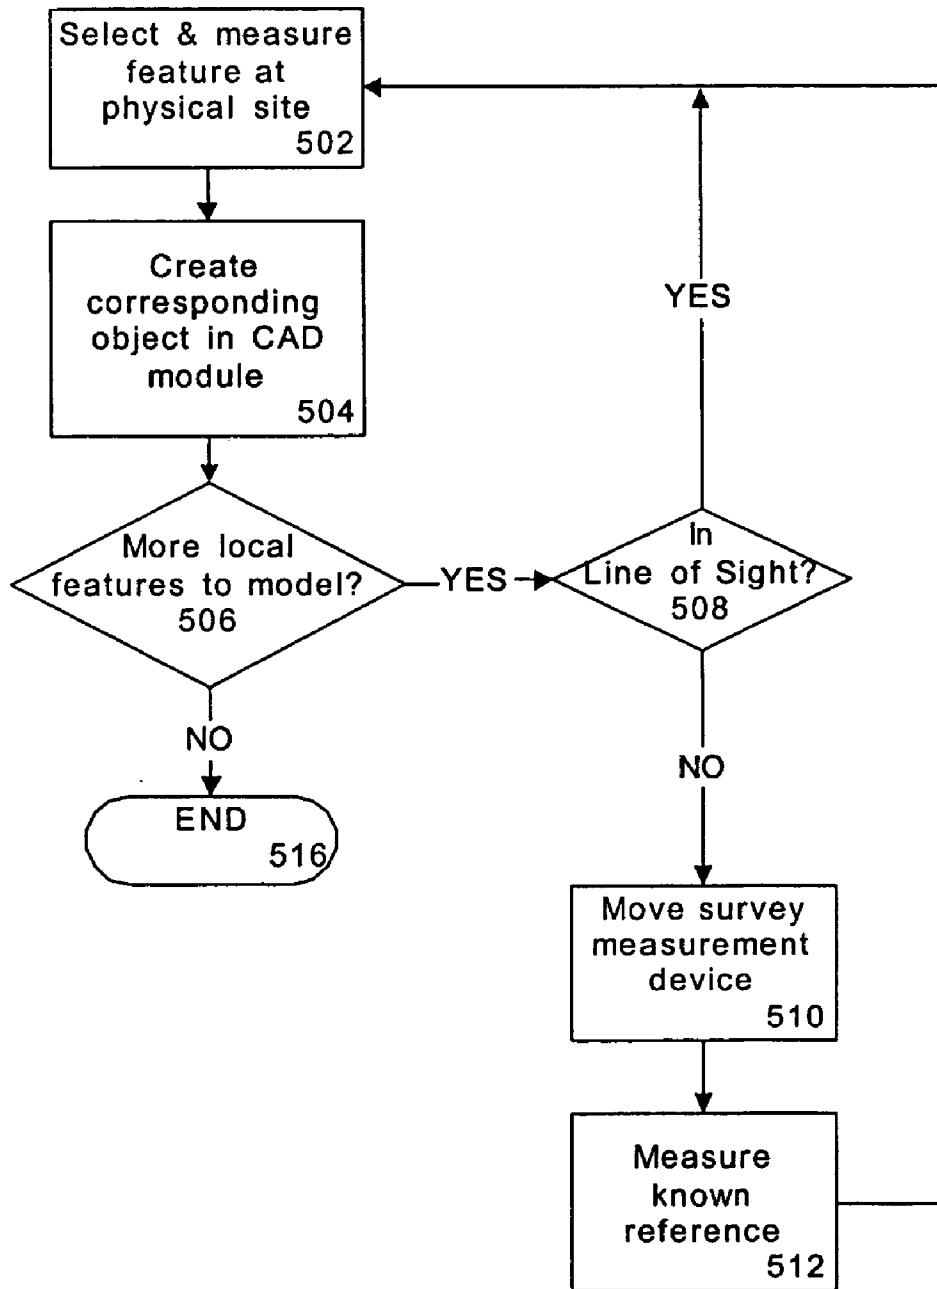 Select & measure
feature at
physical site
502
Create
corresponding
object in CAD
module
504
More local
features to model?
506
YES
In
Line of Sight?
508
YES
NO
END
516
NO
Move survey
measurement
device
510
Measure
known
reference
512